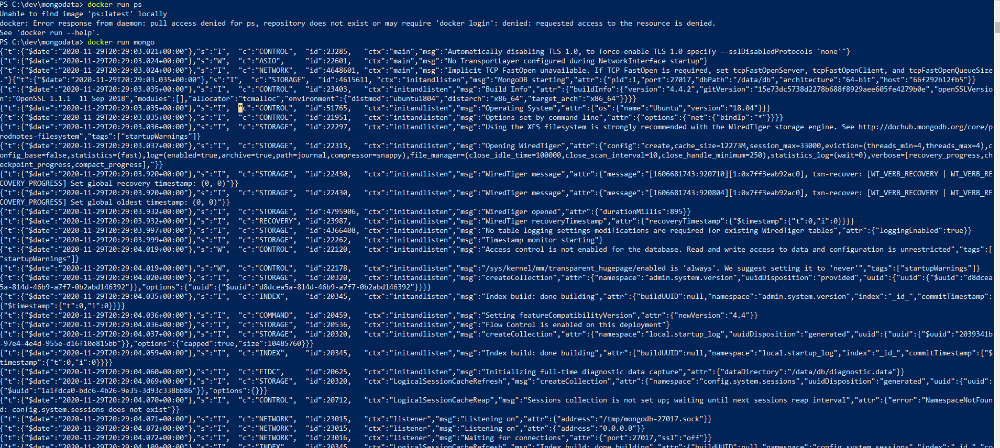 PS C:\dev\mongodata> docker run ps
Unable to find image 'ps:latest' locally
docker: Error response from daemon: pull access denied for ps, repository does not exist or may require 'docker login': denied: requested access to the resource is denied.
See 'docker run --help'.
PS C:\dev\mongodata> docker run mongo
{"t":{"$date":"2020-11-29T20:29:03.021+00:00"},"s":"I",  "c":"CONTROL",  "id":23285,   "ctx":"main","msg":"Automatically disabling TLS 1.0, to force-enable TLS 1.0 specify --sslDisabledProtocols 'none'"}
{"t":{"$date":"2020-11-29T20:29:03.024+00:00"},"s":"W",  "c":"ASIO",     "id":22601,   "ctx":"main","msg":"No TransportLayer configured during NetworkInterface startup"}
{"t":{"$date":"2020-11-29T20:29:03.024+00:00"},"s":"I",  "c":"NETWORK",  "id":4648601, "ctx":"main","msg":"Implicit TCP FastOpen unavailable. If TCP FastOpen is required, set tcpFastOpenServer, tcpFastOpenClient, and tcpFastOpenQueueSize
."}{"t":{"$date":"2020-11-29T20:29:03.035+00:00"},"s":"I",  "c":"STORAGE",  "id":4615611, "ctx":"initandlisten","msg":"MongoDB starting","attr":{"pid":1,"port":27017,"dbPath":"/data/db","architecture":"64-bit","host":"66f292b12fb5"}}
{"t":{"$date":"2020-11-29T20:29:03.035+00:00"},"s":"I",  "c":"CONTROL",  "id":23403,   "ctx":"initandlisten","msg":"Build Info","attr":{"buildInfo":{"version":"4.4.2","gitVersion":"15e73dc5738d2278b688f8929aee605fe4279b0e","openSSLVersio
n":"OpenSSL 1.1.1  11 Sep 2018","modules":[],"allocator":"tcmalloc","environment":{"distmod":"ubuntu1804","distarch":"x86_64","target_arch":"x86_64"}}}}
{"t":{"$date":"2020-11-29T20:29:03.035+00:00"},"s":"I",  "c":"CONTROL",  "id":51765,   "ctx":"initandlisten","msg":"Operating System","attr":{"os":{"name":"Ubuntu","version":"18.04"}}}
{"t":{"$date":"2020-11-29T20:29:03.035+00:00"},"s":"I",  "c":"CONTROL",  "id":21951,   "ctx":"initandlisten","msg":"Options set by command line","attr":{"options":{"net":{"bindIp":"*"}}}}
{"t":{"$date":"2020-11-29T20:29:03.036+00:00"},"s":"I",  "c":"STORAGE",  "id":22297,   "ctx":"initandlisten","msg":"Using the XFS filesystem is strongly recommended with the WiredTiger storage engine. See http://dochub.mongodb.org/core/p
rodnotes-filesystem","tags":["startupWarnings"]}
{"t":{"$date":"2020-11-29T20:29:03.037+00:00"},"s":"I",  "c":"STORAGE",  "id":22315,   "ctx":"initandlisten","msg":"Opening WiredTiger","attr":{"config":"create,cache_size=12273M,session_max=33000,eviction=(threads_min=4,threads_max=4),c
onfig_base=false,statistics=(fast),log=(enabled=true,archive=true,path=journal,compressor=snappy),file_manager=(close_idle_time=100000,close_scan_interval=10,close_handle_minimum=250),statistics_log=(wait=0),verbose=[recovery_progress,ch
eckpoint_progress,compact_progress],"}}
{"t":{"$date":"2020-11-29T20:29:03.920+00:00"},"s":"I",  "c":"STORAGE",  "id":22430,   "ctx":"initandlisten","msg":"WiredTiger message","attr":{"message":"[1606681743:920710][1:0x7ff3eab92ac0], txn-recover: [WT_VERB_RECOVERY | WT_VERB_RE
COVERY_PROGRESS] Set global recovery timestamp: (0, 0)"}}
{"t":{"$date":"2020-11-29T20:29:03.920+00:00"},"s":"I",  "c":"STORAGE",  "id":22430,   "ctx":"initandlisten","msg":"WiredTiger message","attr":{"message":"[1606681743:920804][1:0x7ff3eab92ac0], txn-recover: [WT_VERB_RECOVERY | WT_VERB_RE
COVERY_PROGRESS] Set global oldest timestamp: (0, 0)"}}
{"t":{"$date":"2020-11-29T20:29:03.932+00:00"},"s":"I",  "c":"STORAGE",  "id":4795906, "ctx":"initandlisten","msg":"WiredTiger opened","attr":{"durationMillis":895}}
{"t":{"$date":"2020-11-29T20:29:03.932+00:00"},"s":"I",  "c":"RECOVERY", "id":23987,   "ctx":"initandlisten","msg":"WiredTiger recoveryTimestamp","attr":{"recoveryTimestamp":{"$timestamp":{"t":0,"i":0}}}}
{"t":{"$date":"2020-11-29T20:29:03.997+00:00"},"s":"I",  "c":"STORAGE",  "id":4366408, "ctx":"initandlisten","msg":"No table logging settings modifications are required for existing WiredTiger tables","attr":{"loggingEnabled":true}}
{"t":{"$date":"2020-11-29T20:29:03.999+00:00"},"s":"I",  "c":"STORAGE",  "id":22262,   "ctx":"initandlisten","msg":"Timestamp monitor starting"}
{"t":{"$date":"2020-11-29T20:29:04.019+00:00"},"s":"W",  "c":"CONTROL",  "id":22120,   "ctx":"initandlisten","msg":"Access control is not enabled for the database. Read and write access to data and configuration is unrestricted","tags":[
"startupWarnings"]}
{"t":{"$date":"2020-11-29T20:29:04.019+00:00"},"s":"W",  "c":"CONTROL",  "id":22178,   "ctx":"initandlisten","msg":"/sys/kernel/mm/transparent_hugepage/enabled is 'always'. We suggest setting it to 'never'","tags":["startupWarnings"]}
{"t":{"$date":"2020-11-29T20:29:04.020+00:00"},"s":"I",  "c":"STORAGE",  "id":20320,   "ctx":"initandlisten","msg":"createCollection","attr":{"namespace":"admin.system.version","uuidDisposition":"provided","uuid":{"uuid":{"$uuid":"d8dcea
5a-814d-46b9-a7f7-0b2abd146392"}},"options":{"uuid":{"$uuid":"d8dcea5a-814d-46b9-a7f7-0b2abd146392"}}}}
{"t":{"$date":"2020-11-29T20:29:04.035+00:00"},"s":"I",  "c":"INDEX",    "id":20345,   "ctx":"initandlisten","msg":"Index build: done building","attr":{"buildUUID":null,"namespace":"admin.system.version","index":"_id_","commitTimestamp":
{"$timestamp":{"t":0,"i":0}}}}
{"t":{"$date":"2020-11-29T20:29:04.036+00:00"},"s":"I",  "c":"COMMAND",  "id":20459,   "ctx":"initandlisten","msg":"Setting featureCompatibilityVersion","attr":{"newVersion":"4.4"}}
{"t":{"$date":"2020-11-29T20:29:04.036+00:00"},"s":"I",  "c":"STORAGE",  "id":20536,   "ctx":"initandlisten","msg":"Flow Control is enabled on this deployment"}
{"t":{"$date":"2020-11-29T20:29:04.037+00:00"},"s":"I",  "c":"STORAGE",  "id":20320,   "ctx":"initandlisten","msg":"createCollection","attr":{"namespace":"local.startup_log","uuidDisposition":"generated","uuid":{"uuid":{"$uuid":"2039341b
-97e4-4e4d-955e-d16f10e815bb"}},"options":{"capped":true,"size":10485760}}}
{"t":{"$date":"2020-11-29T20:29:04.059+00:00"},"s":"I",  "c":"INDEX",    "id":20345,   "ctx":"initandlisten","msg":"Index build: done building","attr":{"buildUUID":null,"namespace":"local.startup_log","index":"_id_","commitTimestamp":{"$
timestamp":{"t":0,"i":0}}}}
{"t":{"$date":"2020-11-29T20:29:04.060+00:00"},"s":"I",  "c":"FTDC",     "id":20625,   "ctx":"initandlisten","msg":"Initializing full-time diagnostic data capture","attr":{"dataDirectory":"/data/db/diagnostic.data"}}
{"t":{"$date":"2020-11-29T20:29:04.069+00:00"},"s":"I",  "c":"STORAGE",  "id":20320,   "ctx":"LogicalSessionCacheRefresh","msg":"createCollection","attr":{"namespace":"config.system.sessions","uuidDisposition":"generated","uuid":{"uuid":
{"$uuid":"1a1fdca0-bdc6-4b26-9e35-3d93c338bb86"}},"options":{}}}
{"t":{"$date":"2020-11-29T20:29:04.070+00:00"},"s":"I",  "c":"CONTROL",  "id":20712,   "ctx":"LogicalSessionCacheReap","msg":"Sessions collection is not set up; waiting until next sessions reap interval","attr":{"error":"NamespaceNotFoun
d: config.system.sessions does not exist"}}
{"t":{"$date":"2020-11-29T20:29:04.071+00:00"},"s":"I",  "c":"NETWORK",  "id":23015,   "ctx":"listener","msg":"Listening on","attr":{"address":"/tmp/mongodb-27017.sock"}}
{"t":{"$date":"2020-11-29T20:29:04.072+00:00"},"s":"I",  "c":"NETWORK",  "id":23015,   "ctx":"listener","msg":"Listening on","attr":{"address":"0.0.0.0"}}
{"t":{"$date":"2020-11-29T20:29:04.072+00:00"},"s":"I",  "c":"NETWORK",  "id":23016,   "ctx":"listener","msg":"Waiting for connections","attr":{"port":27017,"ssl":"off"}}
{"t":{"$date":"2020-11-29T20:29:04.109+00:00"},"s":"I",  "c":"INDEX",    "id":20345,   "ctx":"LogicalSessionCacheRefresh","msg":"Index build: done building","attr":{"buildUUID":null,"namespace":"config.system.sessions","index":"_id_","co